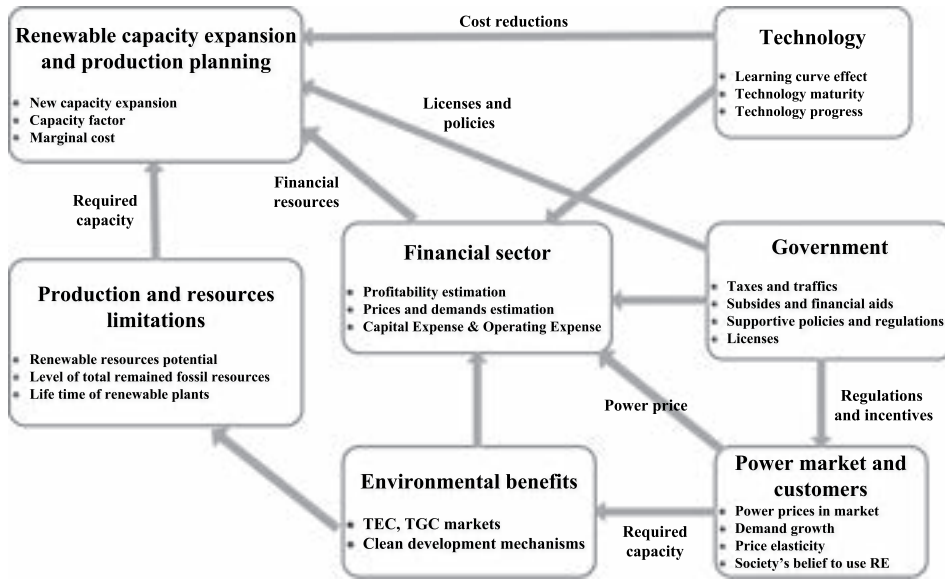 Renewable capacity expansion
and production planning
New capacity expansion
Capacity factor
Marginal cost
Cost reductions
Technology
Learning curve effect
Technology maturity
Technology progress
Licenses and
policies
Financial
resources
Required
capacity
Financial sector
Profitability estimation
Prices and demands estimation
Capital Expense & Operating Expense
Government
Taxes and traffics
Subsides and financial aids
Supportive policies and regulations
Licenses
Production and resources
limitations
Renewable resources potential
Level of total remained fossil resources
Life time of renewable plants
Power price
Regulations
and incentives
Environmental benefits
TEC, TGC markets
Clean development mechanisms
Required
capacity
Power market and
customers
Power prices in market
Demand growth
Price elasticity
Society's belief to use RE